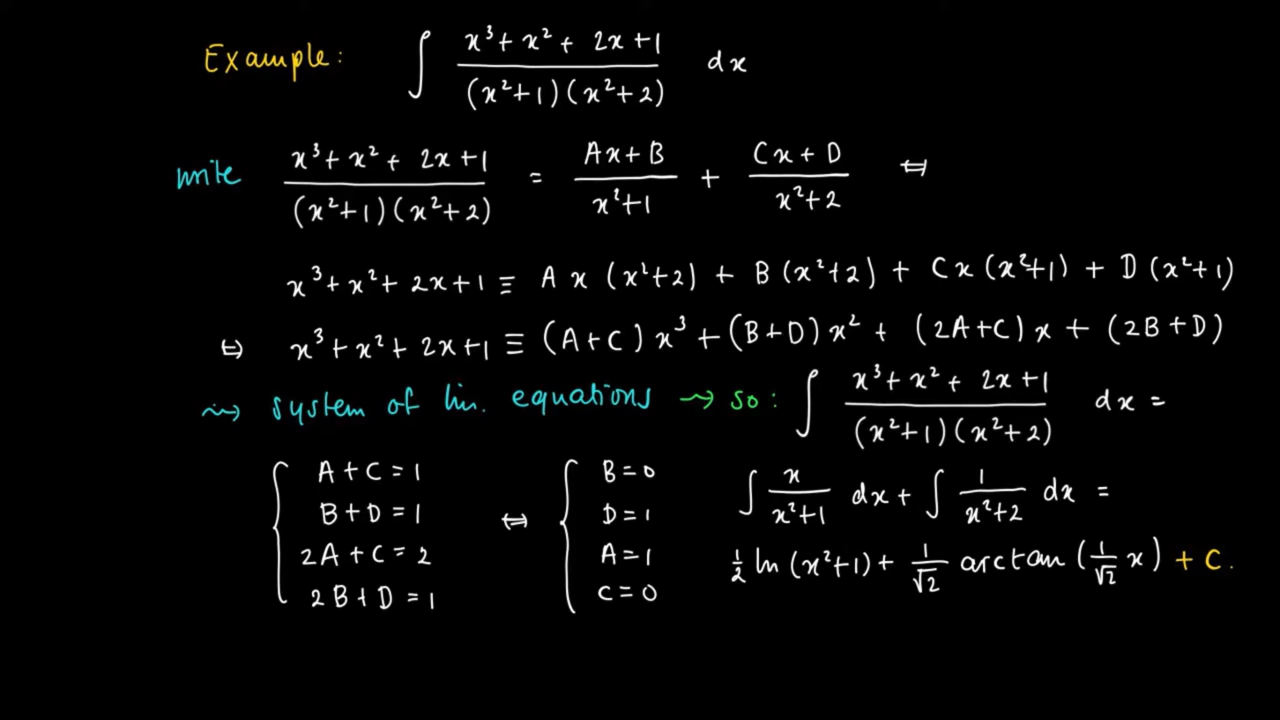 Example: ∫ (x³ + x² + 2x + 1) / ((x²+1)(x²+2)) dx
write (x³ + x² + 2x + 1) / ((x²+1)(x²+2)) = (Ax + B) / (x²+1) + (Cx + D) / (x²+2) ⇔
x³ + x² + 2x + 1 ≡ Ax (x²+2) + B (x²+2) + Cx (x²+1) + D (x²+1)
⇔ x³ + x² + 2x + 1 ≡ (A+C) x³ + (B+D) x² + (2A+C) x + (2B+D)
⇝ system of lin. equations ⇝ so: ∫ (x³ + x² + 2x + 1) / ((x²+1)(x²+2)) dx =
{ A + C = 1
B + D = 1
2A + C = 2
2B + D = 1
⇔ { B = 0
D = 1
A = 1
C = 0
∫ x / (x²+1) dx + ∫ 1 / (x²+2) dx =
1/2 ln (x²+1) + 1/√2 arctan (1/√2 x) + C.